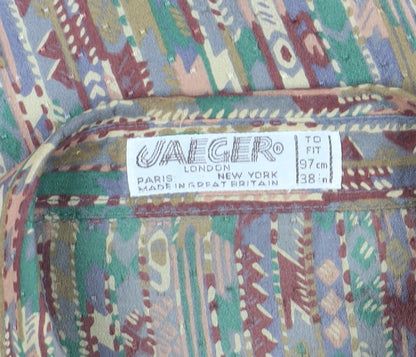 JAEGER®
LONDON
PARIS NEW YORK
MADE IN GREAT BRITAIN
TO
FIT
97cm
38in